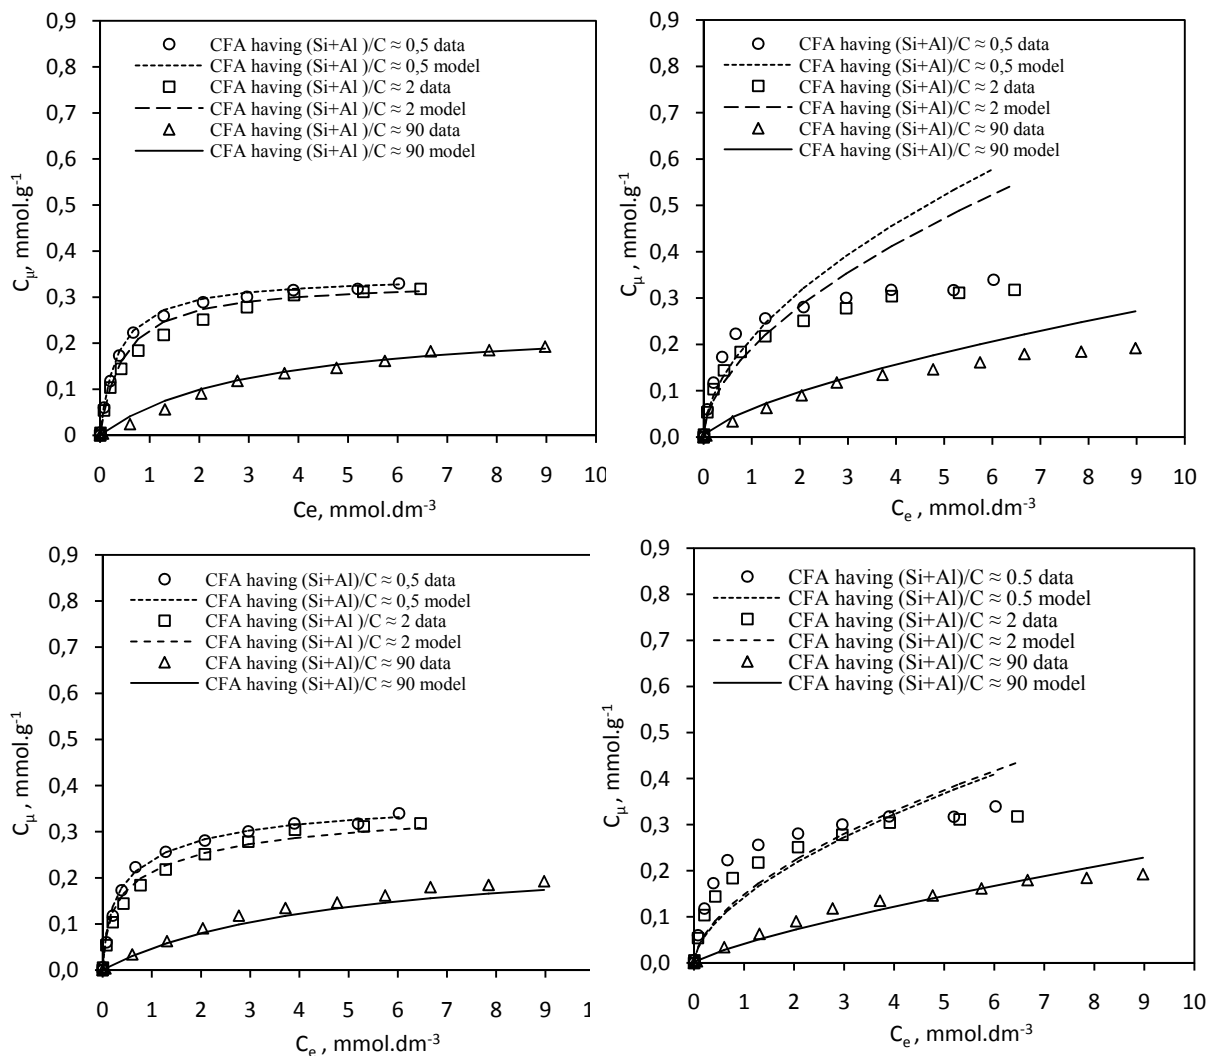 0,9
0,8
0,7
0,6
0,5
0,4
0,3
0,2
0,1
0
C_μ, mmol.g⁻¹
CFA having (Si+Al )/C ≈ 0,5 data
CFA having (Si+Al )/C ≈ 0,5 model
CFA having (Si+Al )/C ≈ 2 data
CFA having (Si+Al )/C ≈ 2 model
CFA having (Si+Al )/C ≈ 90 data
CFA having (Si+Al )/C ≈ 90 model
0 1 2 3 4 5 6 7 8 9 10
Ce, mmol.dm⁻³
0,9
0,8
0,7
0,6
0,5
0,4
0,3
0,2
0,1
0,0
C_μ , mmol.g⁻¹
CFA having (Si+Al)/C ≈ 0,5 data
CFA having (Si+Al)/C ≈ 0,5 model
CFA having (Si+Al)/C ≈ 2 data
CFA having (Si+Al)/C ≈ 2 model
CFA having (Si+Al)/C ≈ 90 data
CFA having (Si+Al)/C ≈ 90 model
0 1 2 3 4 5 6 7 8 9 10
C_e , mmol.dm⁻³
0,9
0,8
0,7
0,6
0,5
0,4
0,3
0,2
0,1
0,0
C_μ , mmol.g⁻¹
CFA having (Si+Al)/C ≈ 0,5 data
CFA having (Si+Al)/C ≈ 0,5 model
CFA having (Si+Al )/C ≈ 2 data
CFA having (Si+Al )/C ≈ 2 model
CFA having (Si+Al)/C ≈ 90 data
CFA having (Si+Al)/C ≈ 90 model
0 1 2 3 4 5 6 7 8 9
C_e , mmol.dm⁻³
0,9
0,8
0,7
0,6
0,5
0,4
0,3
0,2
0,1
0,0
C_μ , mmol.g⁻¹
CFA having (Si+Al)/C ≈ 0.5 data
CFA having (Si+Al)/C ≈ 0.5 model
CFA having (Si+Al)/C ≈ 2 data
CFA having (Si+Al)/C ≈ 2 model
CFA having (Si+Al)/C ≈ 90 data
CFA having (Si+Al)/C ≈ 90 model
0 1 2 3 4 5 6 7 8 9 10
C_e , mmol.dm⁻³